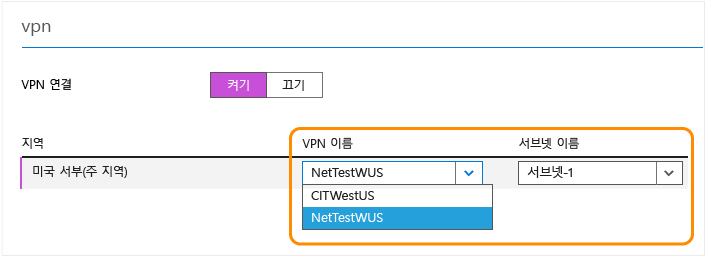 vpn
VPN 연결 켜기 끄기
지역 VPN 이름 서브넷 이름
미국 서부(주 지역) NetTestWUS 서브넷-1
CITWestUS
NetTestWUS